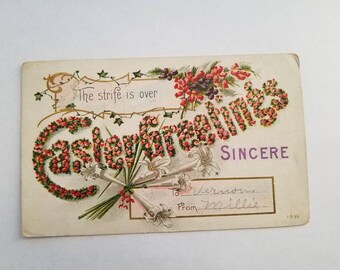 The strife is over
Easter Greetings
SINCERE
To Vernon
From Millie